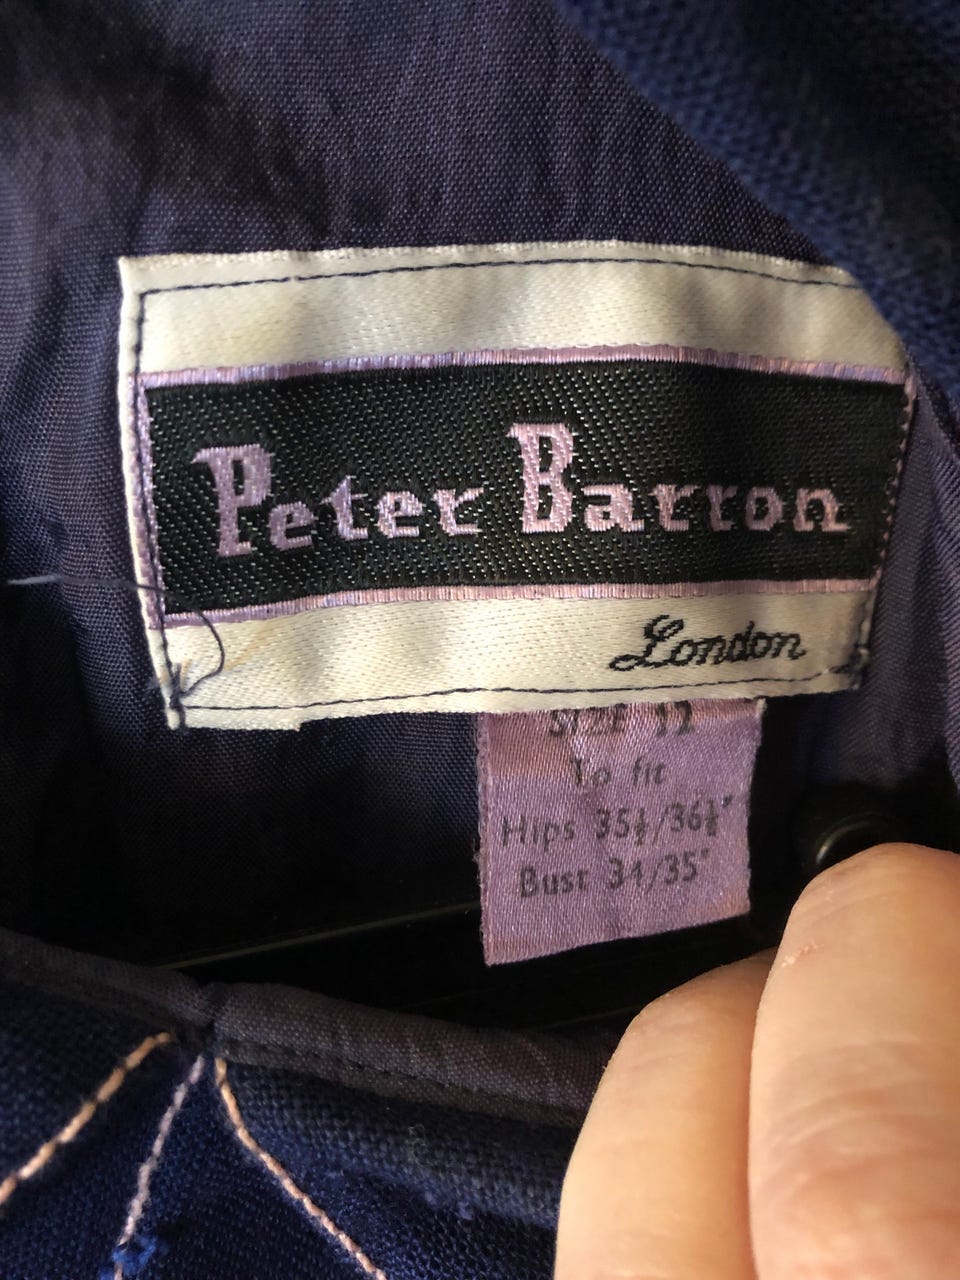 Peter Barron
London
SIZE 12
To fit
Hips 35½/36½"
Bust 34/35"